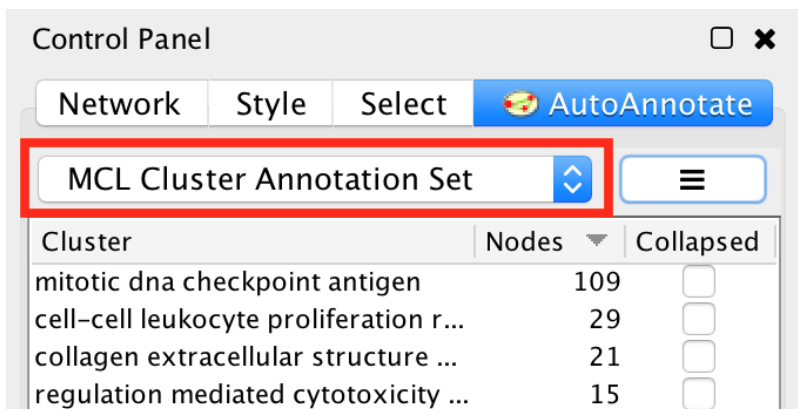 Control Panel
Network Style Select AutoAnnotate
MCL Cluster Annotation Set
Cluster Nodes Collapsed
mitotic dna checkpoint antigen 109
cell-cell leukocyte proliferation r... 29
collagen extracellular structure ... 21
regulation mediated cytotoxicity ... 15